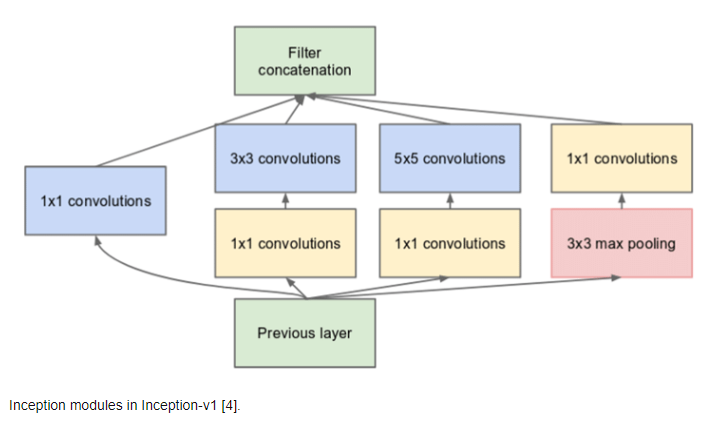 Filter
concatenation
3x3 convolutions
5x5 convolutions
1x1 convolutions
1x1 convolutions
1x1 convolutions
1x1 convolutions
3x3 max pooling
Previous layer
Inception modules in Inception-v1 [4].